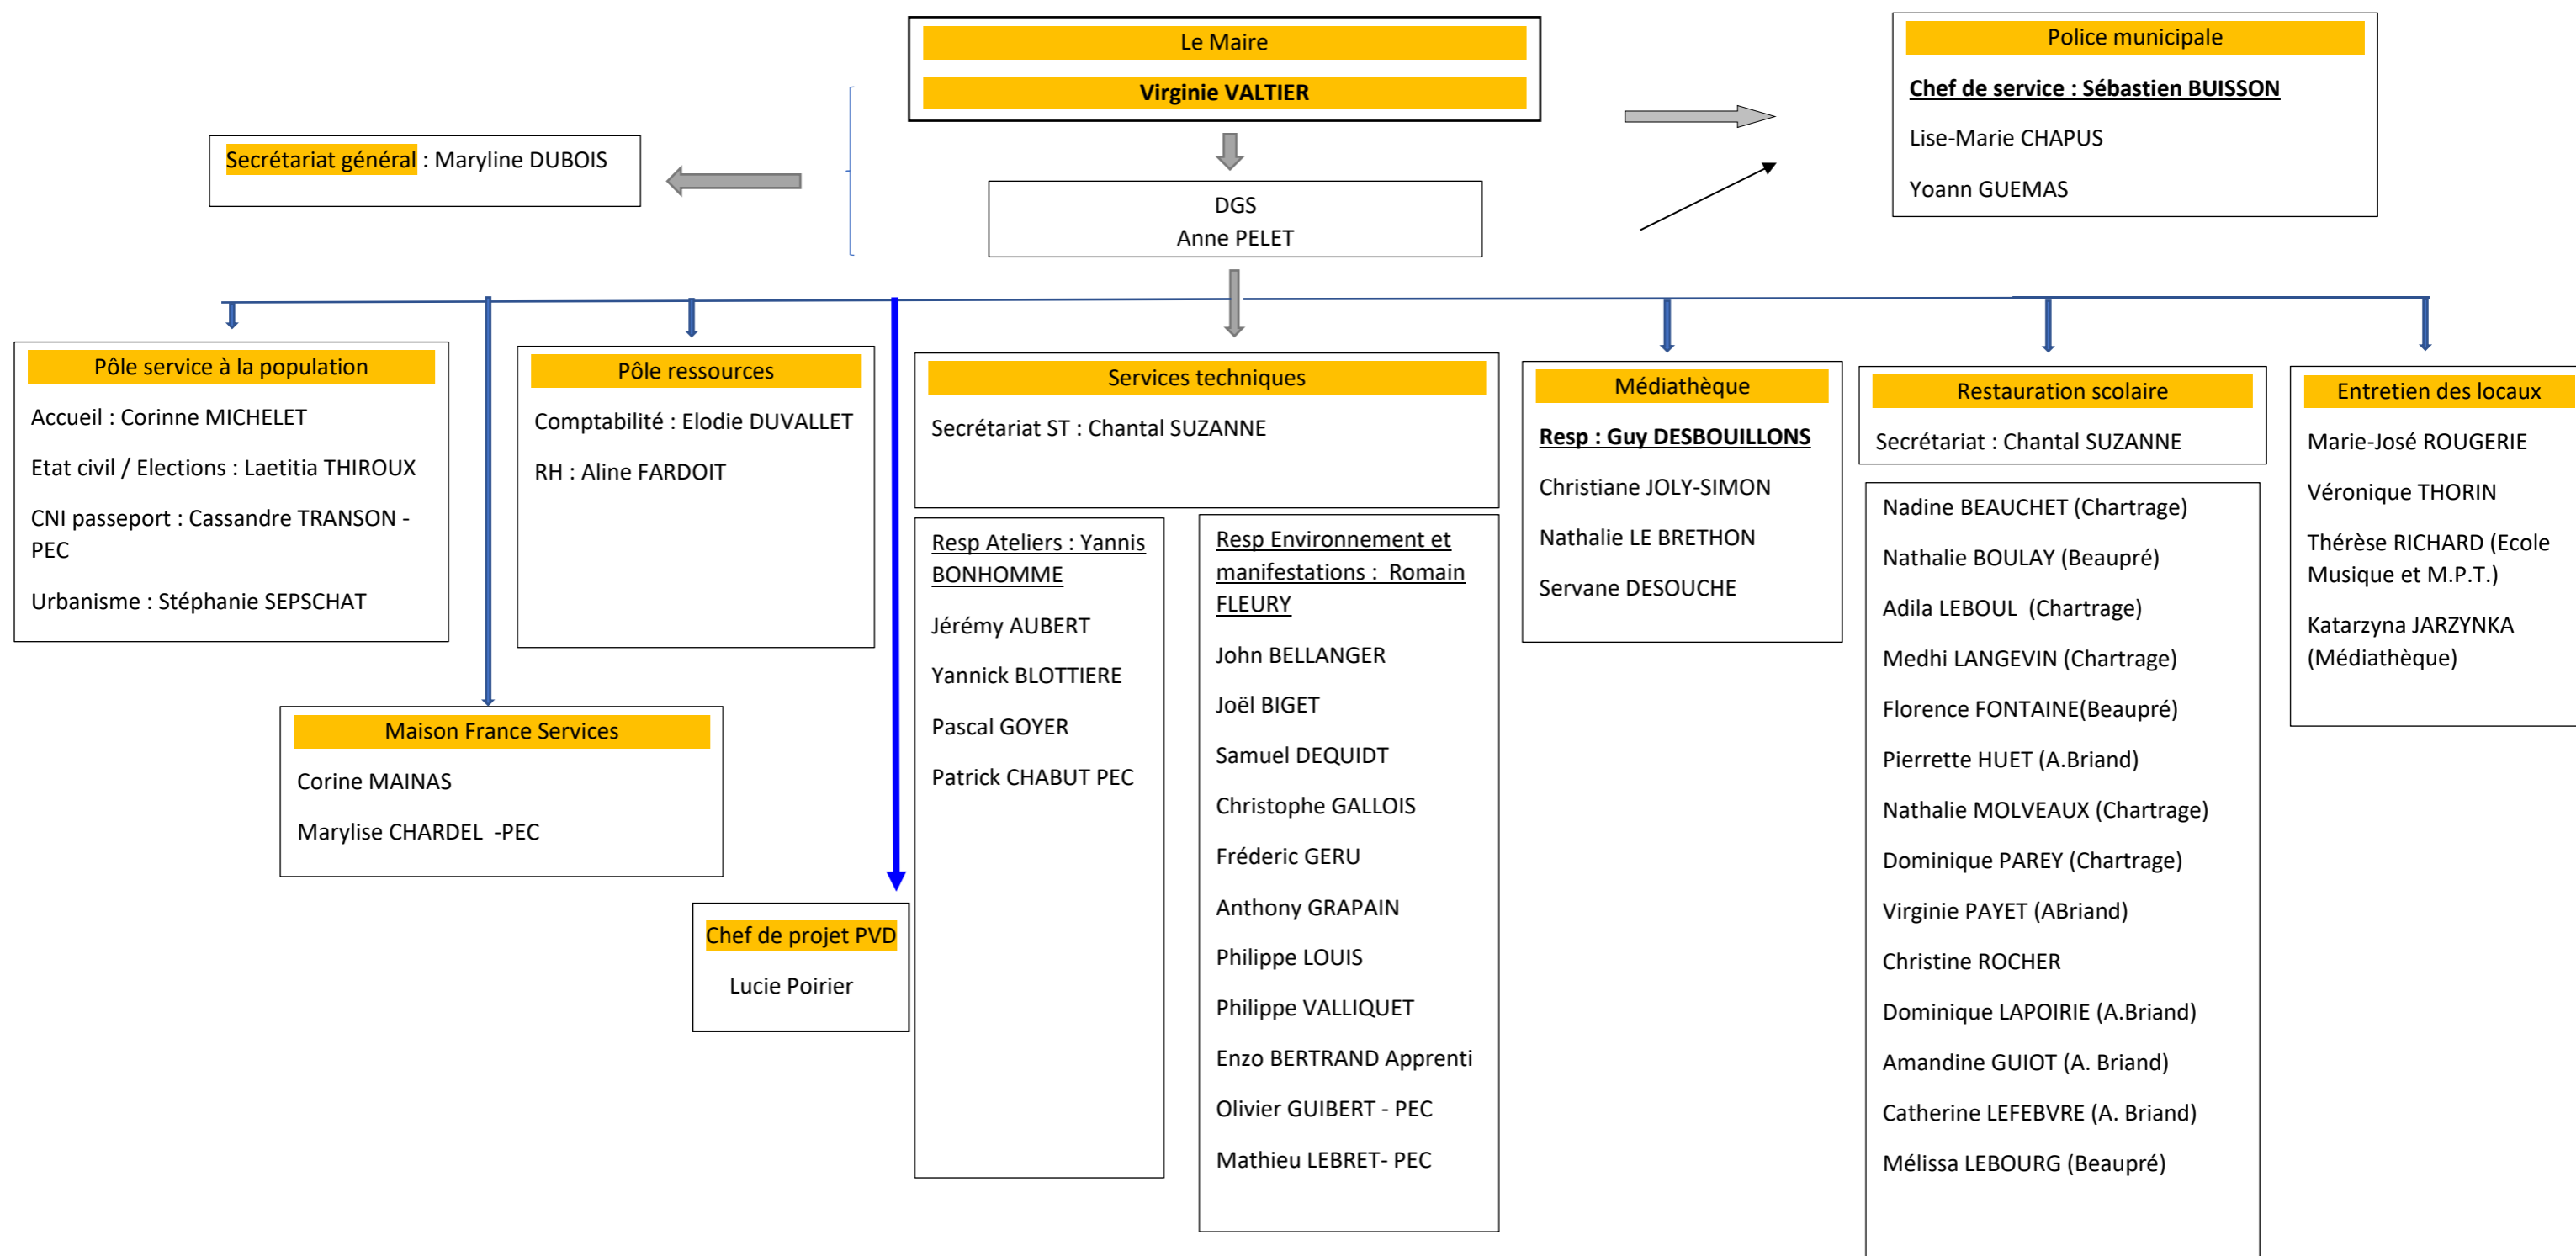 Le Maire
Virginie VALTIER
Police municipale
Chef de service : Sébastien BUISSON
Lise-Marie CHAPUS
Yoann GUEMAS
Secrétariat général : Maryline DUBOIS
DGS
Anne PELET
Pôle service à la population
Accueil : Corinne MICHELET
Etat civil / Elections : Laetitia THIROUX
CNI passeport : Cassandre TRANSON -
PEC
Urbanisme : Stéphanie SEPSCHAT
Maison France Services
Corine MAINAS
Marylise CHARDEL -PEC
Pôle ressources
Comptabilité : Elodie DUVALLET
RH : Aline FARDOIT
Chef de projet PVD
Lucie Poirier
Services techniques
Secrétariat ST : Chantal SUZANNE
Resp Ateliers : Yannis
BONHOMME
Jérémy AUBERT
Yannick BLOTTIERE
Pascal GOYER
Patrick CHABUT PEC
Resp Environnement et
manifestations : Romain
FLEURY
John BELLANGER
Joël BIGET
Samuel DEQUIDT
Christophe GALLOIS
Fréderic GERU
Anthony GRAPAIN
Philippe LOUIS
Philippe VALLIQUET
Enzo BERTRAND Apprenti
Olivier GUIBERT - PEC
Mathieu LEBRET- PEC
Médiathèque
Resp : Guy DESBOUILLONS
Christiane JOLY-SIMON
Nathalie LE BRETHON
Servane DESOUCHE
Restauration scolaire
Secrétariat : Chantal SUZANNE
Nadine BEAUCHET (Chartrage)
Nathalie BOULAY (Beaupré)
Adila LEBOUL (Chartrage)
Medhi LANGEVIN (Chartrage)
Florence FONTAINE(Beaupré)
Pierrette HUET (A.Briand)
Nathalie MOLVEAUX (Chartrage)
Dominique PAREY (Chartrage)
Virginie PAYET (ABriand)
Christine ROCHER
Dominique LAPOIRIE (A.Briand)
Amandine GUIOT (A. Briand)
Catherine LEFEBVRE (A. Briand)
Mélissa LEBOURG (Beaupré)
Entretien des locaux
Marie-José ROUGERIE
Véronique THORIN
Thérèse RICHARD (Ecole
Musique et M.P.T.)
Katarzyna JARZYNKA
(Médiathèque)